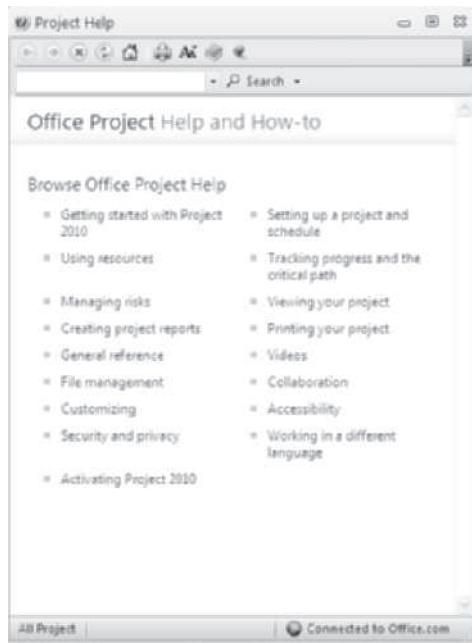 Project Help
Search
Office Project Help and How-to
Browse Office Project Help
Getting started with Project
2010
Setting up a project and
schedule
Using resources
Tracking progress and the
critical path
Managing risks
Viewing your project
Creating project reports
Printing your project
General reference
Videos
File management
Collaboration
Customizing
Accessibility
Security and privacy
Working in a different
language
Activating Project 2010
All Project
Connected to Office.com